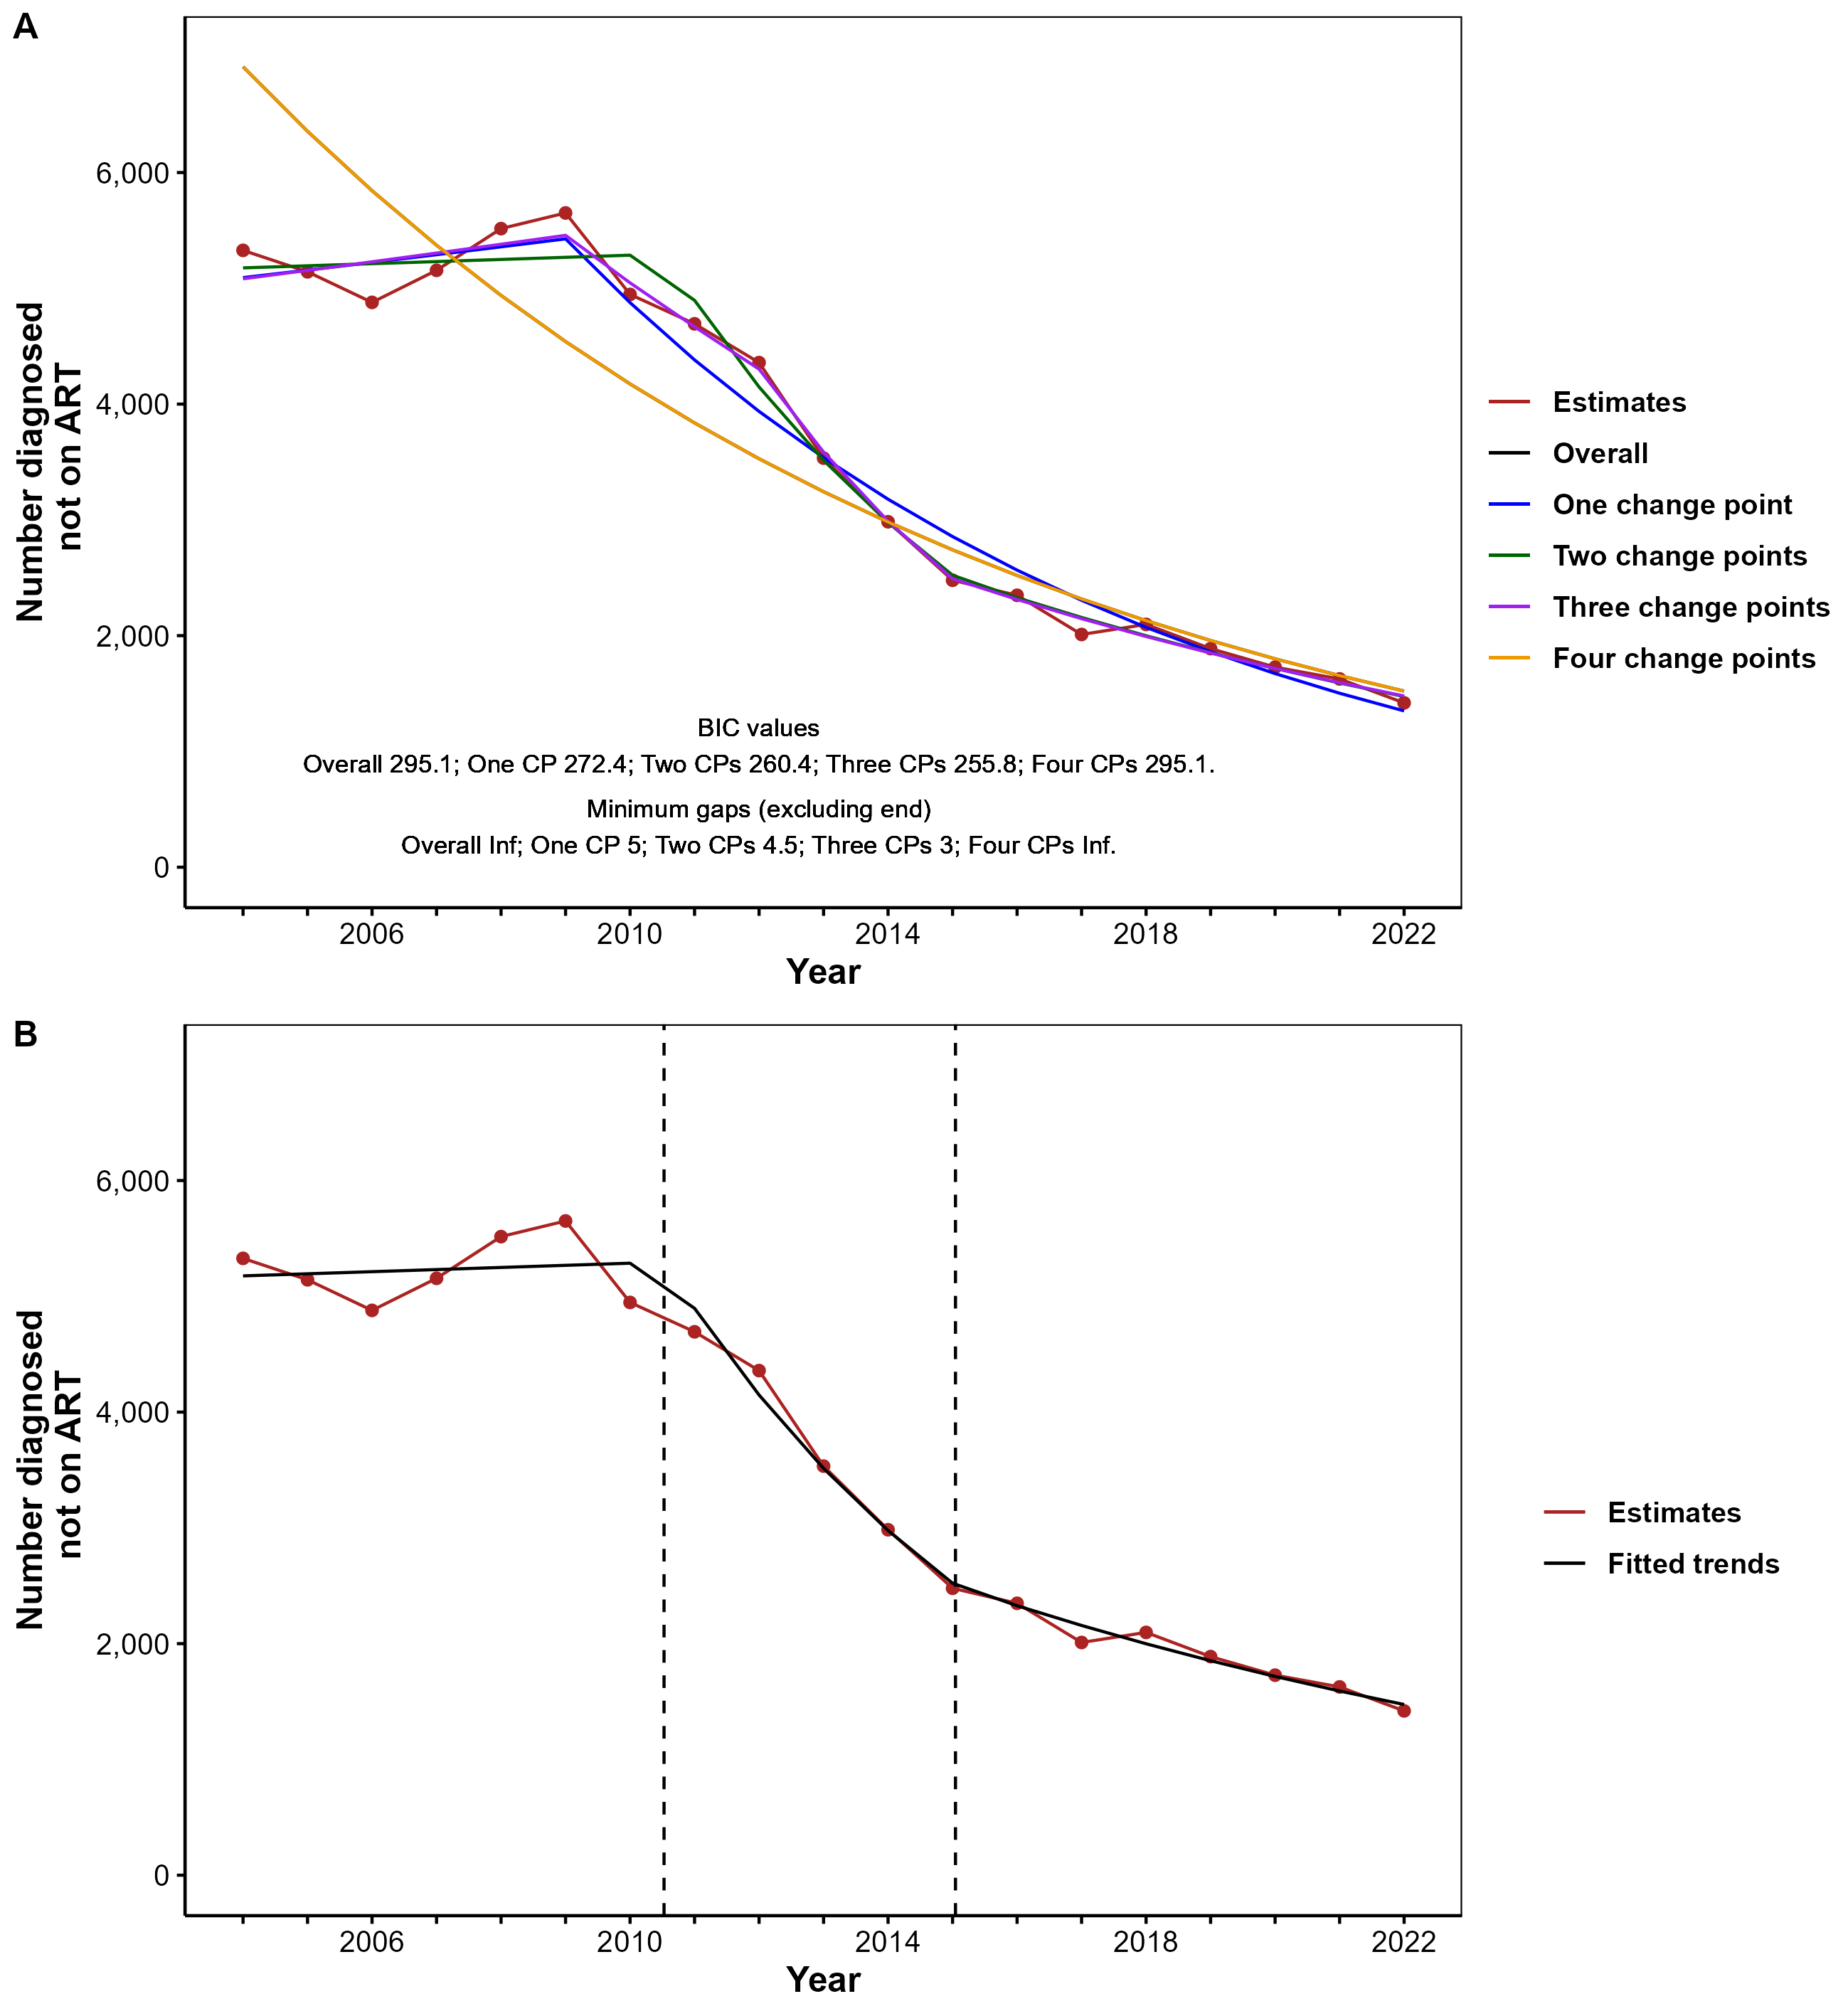 A
Number diagnosed
not on ART
6,000
4,000
2,000
0
BIC values
Overall 295.1; One CP 272.4; Two CPs 260.4; Three CPs 255.8; Four CPs 295.1.
Minimum gaps (excluding end)
Overall Inf; One CP 5; Two CPs 4.5; Three CPs 3; Four CPs Inf.
2006 2010 2014 2018 2022
Year
Estimates
Overall
One change point
Two change points
Three change points
Four change points
B
Number diagnosed
not on ART
6,000
4,000
2,000
0
2006 2010 2014 2018 2022
Year
Estimates
Fitted trends